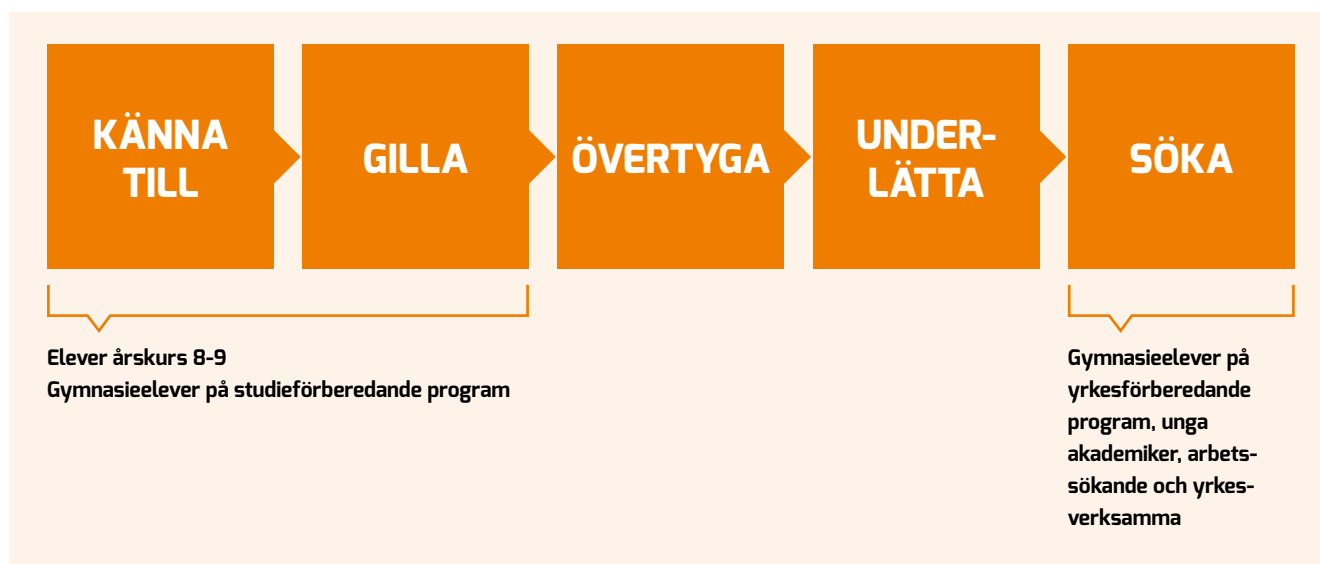 KÄNNA
TILL
GILLA
ÖVERTYGA
UNDER-
LÄTTA
SÖKA
Elever årskurs 8-9
Gymnasieelever på studieförberedande program
Gymnasieelever på
yrkesförberedande
program, unga
akademiker, arbets-
sökande och yrkes-
verksamma